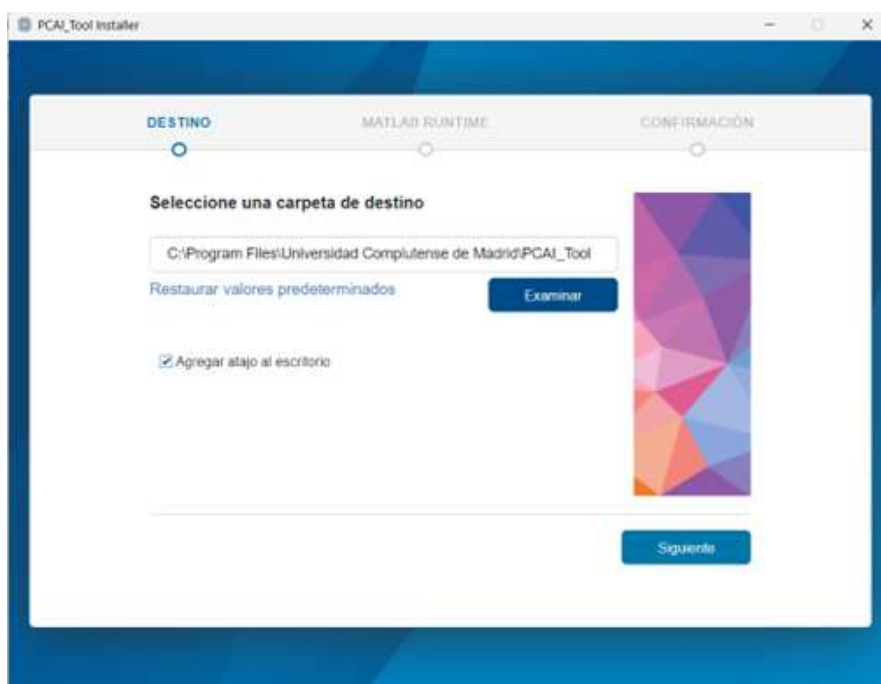 PCAI_Tool Installer
DESTINO MATLAB RUNTIME CONFIRMACIÓN
Seleccione una carpeta de destino
C:\Program Files\Universidad Complutense de Madrid\PCAI_Tool
Restaurar valores predeterminados
Examinar
Agregar atajo al escritorio
Siguiente